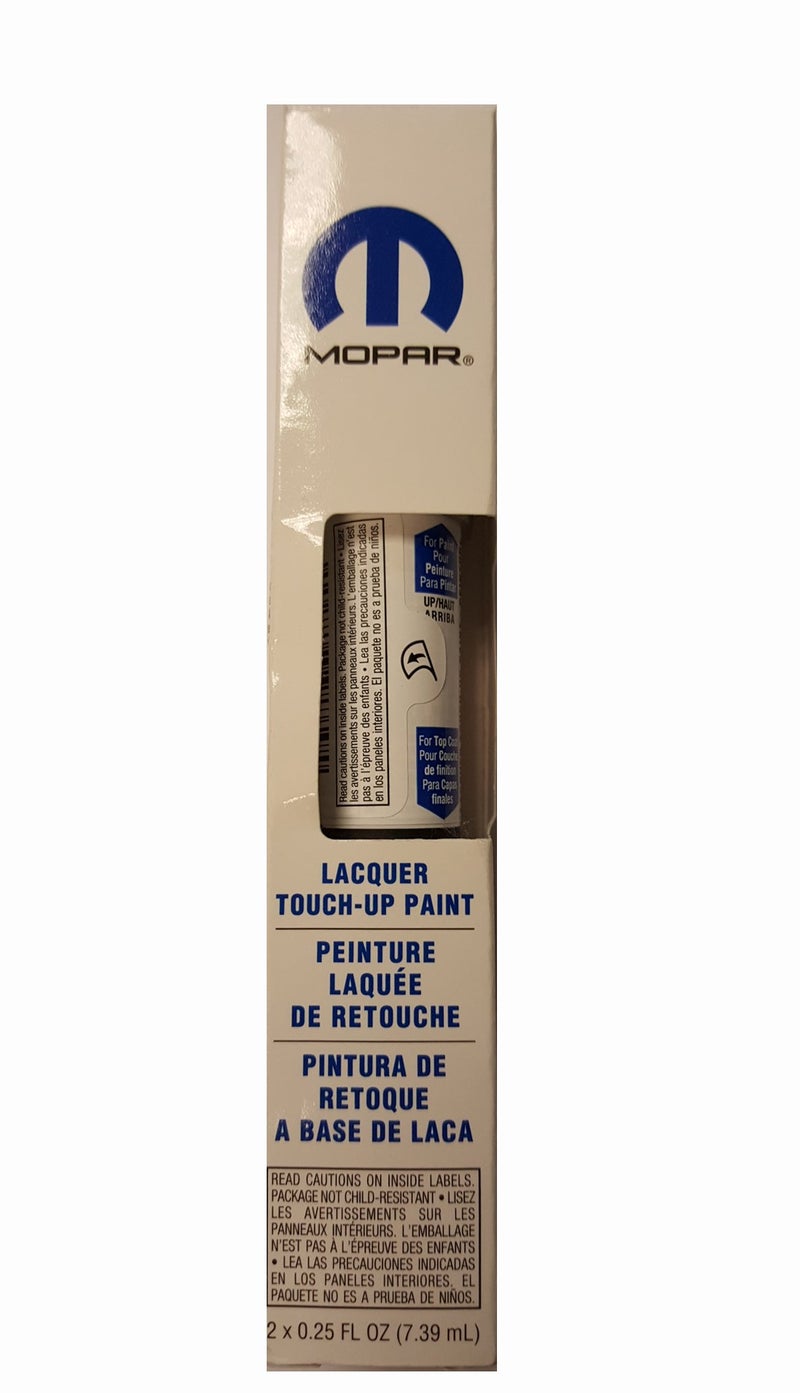 MOPAR®
Read cautions on inside labels. Package not child-resistant • Lisez
les avertissements sur les panneaux intérieurs. L'emballage n'est
pas à l'épreuve des enfants • Lea las precauciones indicadas
en los paneles interiores. El paquete no es a prueba de niños.
For Paint
Pour
Peinture
Para Pintar
UP/HAUT
ARRIBA
For Top Coat
Pour Couche
de finition
Para Capas
finales
LACQUER
TOUCH-UP PAINT
PEINTURE
LAQUÉE
DE RETOUCHE
PINTURA DE
RETOQUE
A BASE DE LACA
READ CAUTIONS ON INSIDE LABELS.
PACKAGE NOT CHILD-RESISTANT • LISEZ
LES AVERTISSEMENTS SUR LES
PANNEAUX INTÉRIEURS. L'EMBALLAGE
N'EST PAS À L'ÉPREUVE DES ENFANTS
• LEA LAS PRECAUCIONES INDICADAS
EN LOS PANELES INTERIORES. EL
PAQUETE NO ES A PRUEBA DE NIÑOS.
2 x 0.25 FL OZ (7.39 mL)